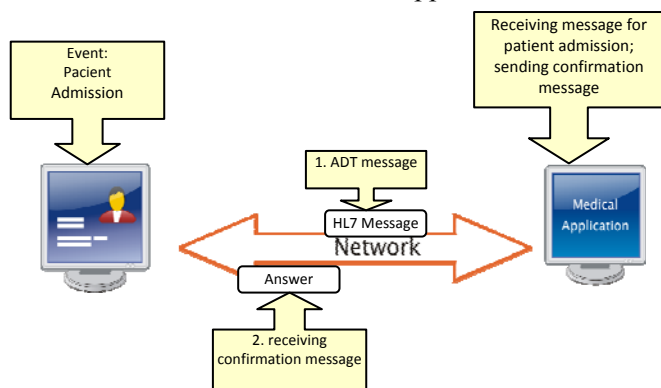 Event:
Pacient
Admission
Receiving message for
patient admission;
sending confirmation
message
1. ADT message
HL7 Message
Network
Medical
Application
Answer
2. receiving
confirmation message